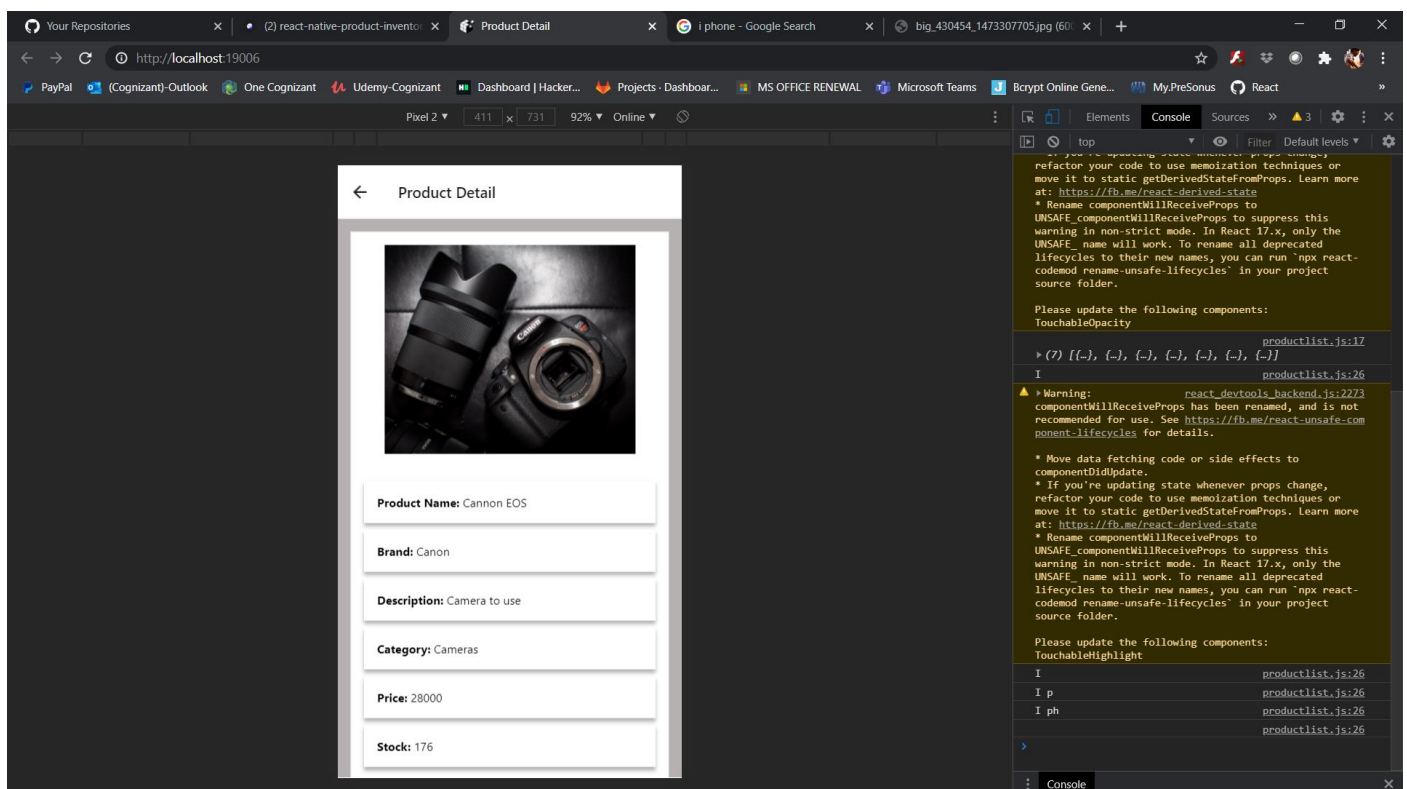 Your Repositories
(2) react-native-product-inventor
Product Detail
i phone - Google Search
big_430454_1473307705.jpg (600
http://localhost:19006
PayPal
(Cognizant)-Outlook
One Cognizant
Udemy-Cognizant
Dashboard | Hacker...
Projects · Dashboar...
MS OFFICE RENEWAL
Microsoft Teams
Bcrypt Online Gene...
My.PreSonus
React
»
Pixel 2 ▼ 411 x 731 92% ▼ Online ▼
Elements Console Sources » 3
top Filter Default levels ▼
Product Detail
Canon
Product Name: Cannon EOS
Brand: Canon
Description: Camera to use
Category: Cameras
Price: 28000
Stock: 176
* If you're updating state whenever props change,
refactor your code to use memoization techniques or
move it to static getDerivedStateFromProps. Learn more
at: https://fb.me/react-derived-state
* Rename componentWillReceiveProps to
UNSAFE_componentWillReceiveProps to suppress this
warning in non-strict mode. In React 17.x, only the
UNSAFE_ name will work. To rename all deprecated
lifecycles to their new names, you can run `npx react-
codemod rename-unsafe-lifecycles` in your project
source folder.
Please update the following components:
TouchableOpacity
productlist.js:17
(7) [{…}, {…}, {…}, {…}, {…}, {…}, {…}]
I productlist.js:26
Warning: react_devtools_backend.js:2273
componentWillReceiveProps has been renamed, and is not
recommended for use. See https://fb.me/react-unsafe-com
ponent-lifecycles for details.
* Move data fetching code or side effects to
componentDidUpdate.
* If you're updating state whenever props change,
refactor your code to use memoization techniques or
move it to static getDerivedStateFromProps. Learn more
at: https://fb.me/react-derived-state
* Rename componentWillReceiveProps to
UNSAFE_componentWillReceiveProps to suppress this
warning in non-strict mode. In React 17.x, only the
UNSAFE_ name will work. To rename all deprecated
lifecycles to their new names, you can run `npx react-
codemod rename-unsafe-lifecycles` in your project
source folder.
Please update the following components:
TouchableHighlight
I productlist.js:26
I p productlist.js:26
I ph productlist.js:26
productlist.js:26
Console